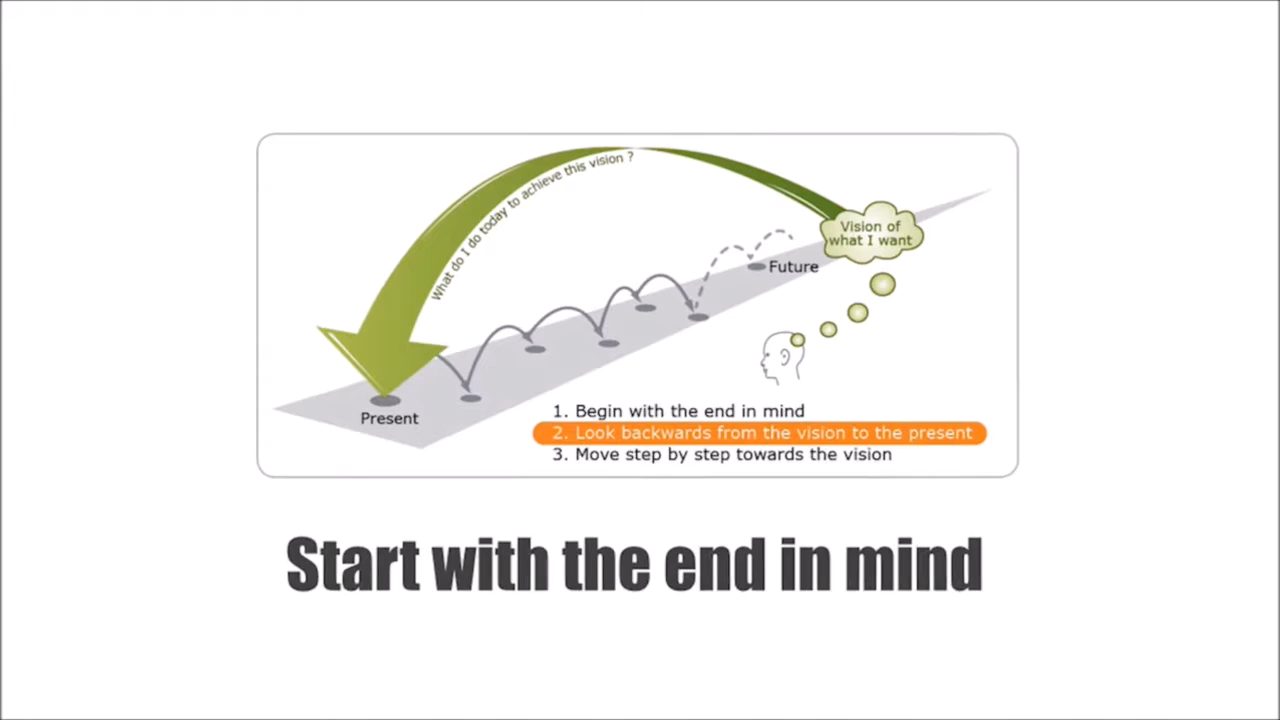 What do I do today to achieve this vision ?
Vision of
what I want
Future
Present
1. Begin with the end in mind
2. Look backwards from the vision to the present
3. Move step by step towards the vision
Start with the end in mind